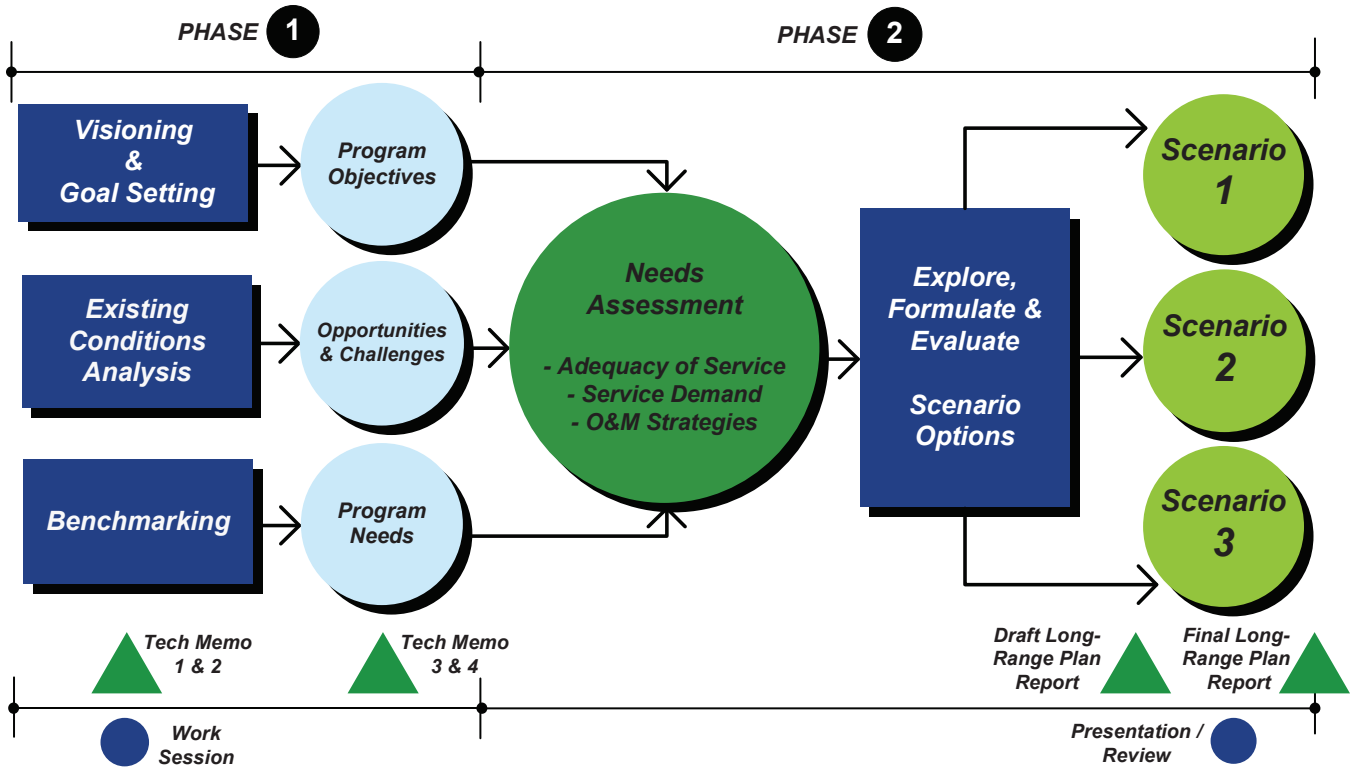 PHASE 1
PHASE 2
Visioning
&
Goal Setting
Program
Objectives
Existing
Conditions
Analysis
Opportunities
& Challenges
Benchmarking
Program
Needs
Needs
Assessment
- Adequacy of Service
- Service Demand
- O&M Strategies
Explore,
Formulate &
Evaluate
Scenario
Options
Scenario
1
Scenario
2
Scenario
3
Tech Memo
1 & 2
Tech Memo
3 & 4
Draft Long-
Range Plan
Report
Final Long-
Range Plan
Report
Work
Session
Presentation /
Review